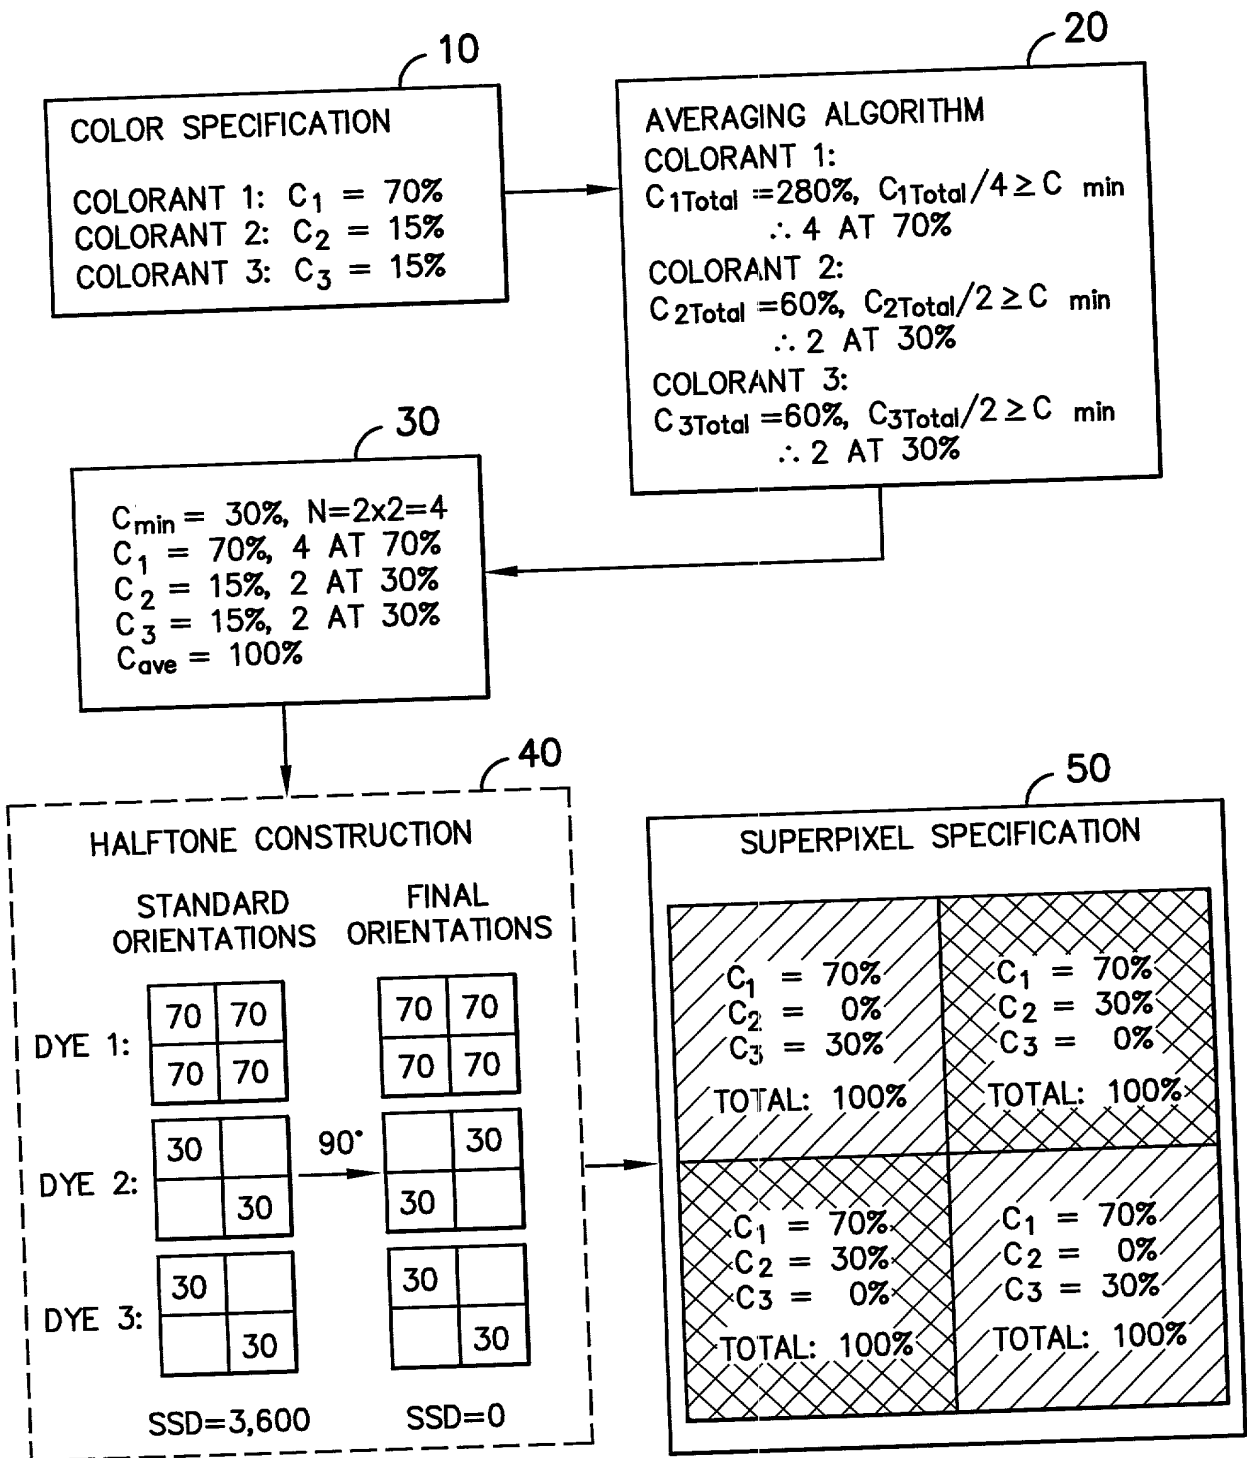 10
COLOR SPECIFICATION
COLORANT 1: C1 = 70%
COLORANT 2: C2 = 15%
COLORANT 3: C3 = 15%
20
AVERAGING ALGORITHM
COLORANT 1:
C1Total =280%, C1Total/4 ≥ C min
∴ 4 AT 70%
COLORANT 2:
C2Total =60%, C2Total/2 ≥ C min
∴ 2 AT 30%
COLORANT 3:
C3Total =60%, C3Total/2 ≥ C min
∴ 2 AT 30%
30
Cmin = 30%, N=2x2=4
C1 = 70%, 4 AT 70%
C2 = 15%, 2 AT 30%
C3 = 15%, 2 AT 30%
Cave = 100%
40
HALFTONE CONSTRUCTION
STANDARD ORIENTATIONS
FINAL ORIENTATIONS
DYE 1:
70 70
70 70
70 70
70 70
DYE 2:
30
30
90°
30
30
DYE 3:
30
30
30
30
SSD=3,600
SSD=0
50
SUPERPIXEL SPECIFICATION
C1 = 70%
C2 = 0%
C3 = 30%
TOTAL: 100%
C1 = 70%
C2 = 30%
C3 = 0%
TOTAL: 100%
C1 = 70%
C2 = 30%
C3 = 0%
TOTAL: 100%
C1 = 70%
C2 = 0%
C3 = 30%
TOTAL: 100%